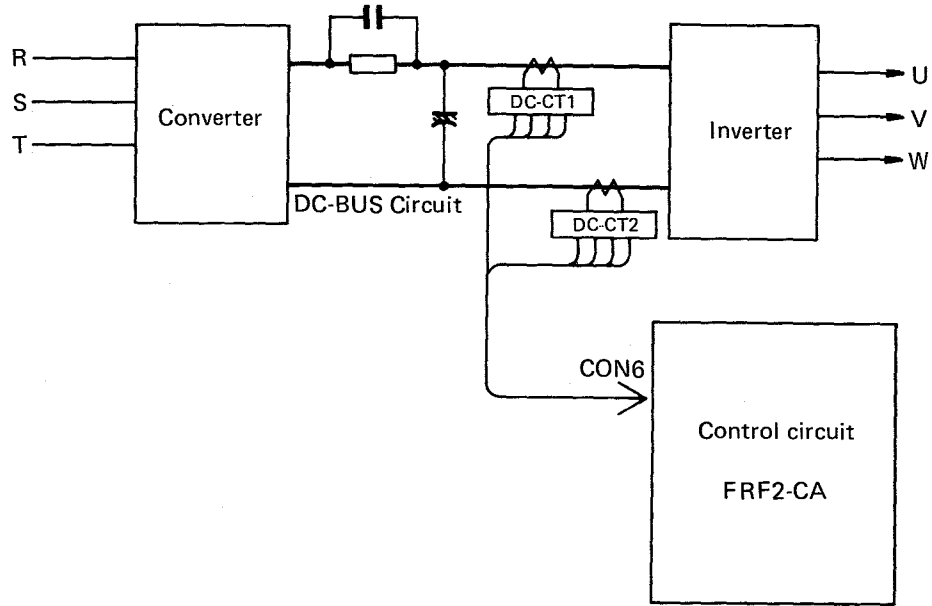 R
S
T
Converter
DC-BUS Circuit
DC-CT1
DC-CT2
Inverter
U
V
W
CON6
Control circuit
FRF2-CA